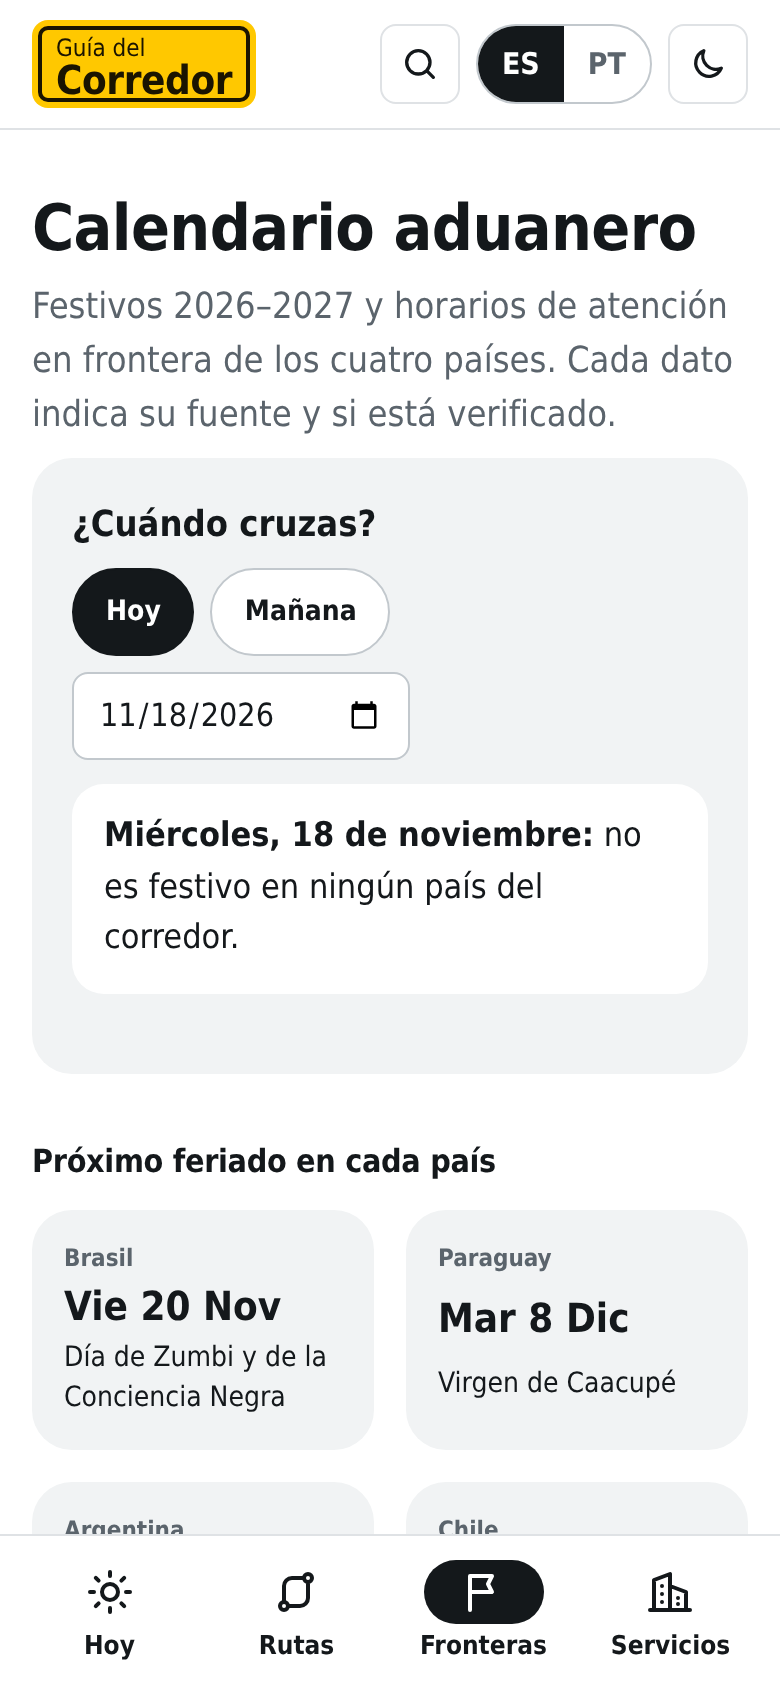 Guía del
Corredor
ES
PT
Calendario aduanero
Festivos 2026–2027 y horarios de atención
en frontera de los cuatro países. Cada dato
indica su fuente y si está verificado.
¿Cuándo cruzas?
Hoy
Mañana
11/18/2026
Miércoles, 18 de noviembre: no
es festivo en ningún país del
corredor.
Próximo feriado en cada país
Brasil
Vie 20 Nov
Día de Zumbi y de la
Conciencia Negra
Paraguay
Mar 8 Dic
Virgen de Caacupé
Argentina
Chile
Hoy
Rutas
Fronteras
Servicios